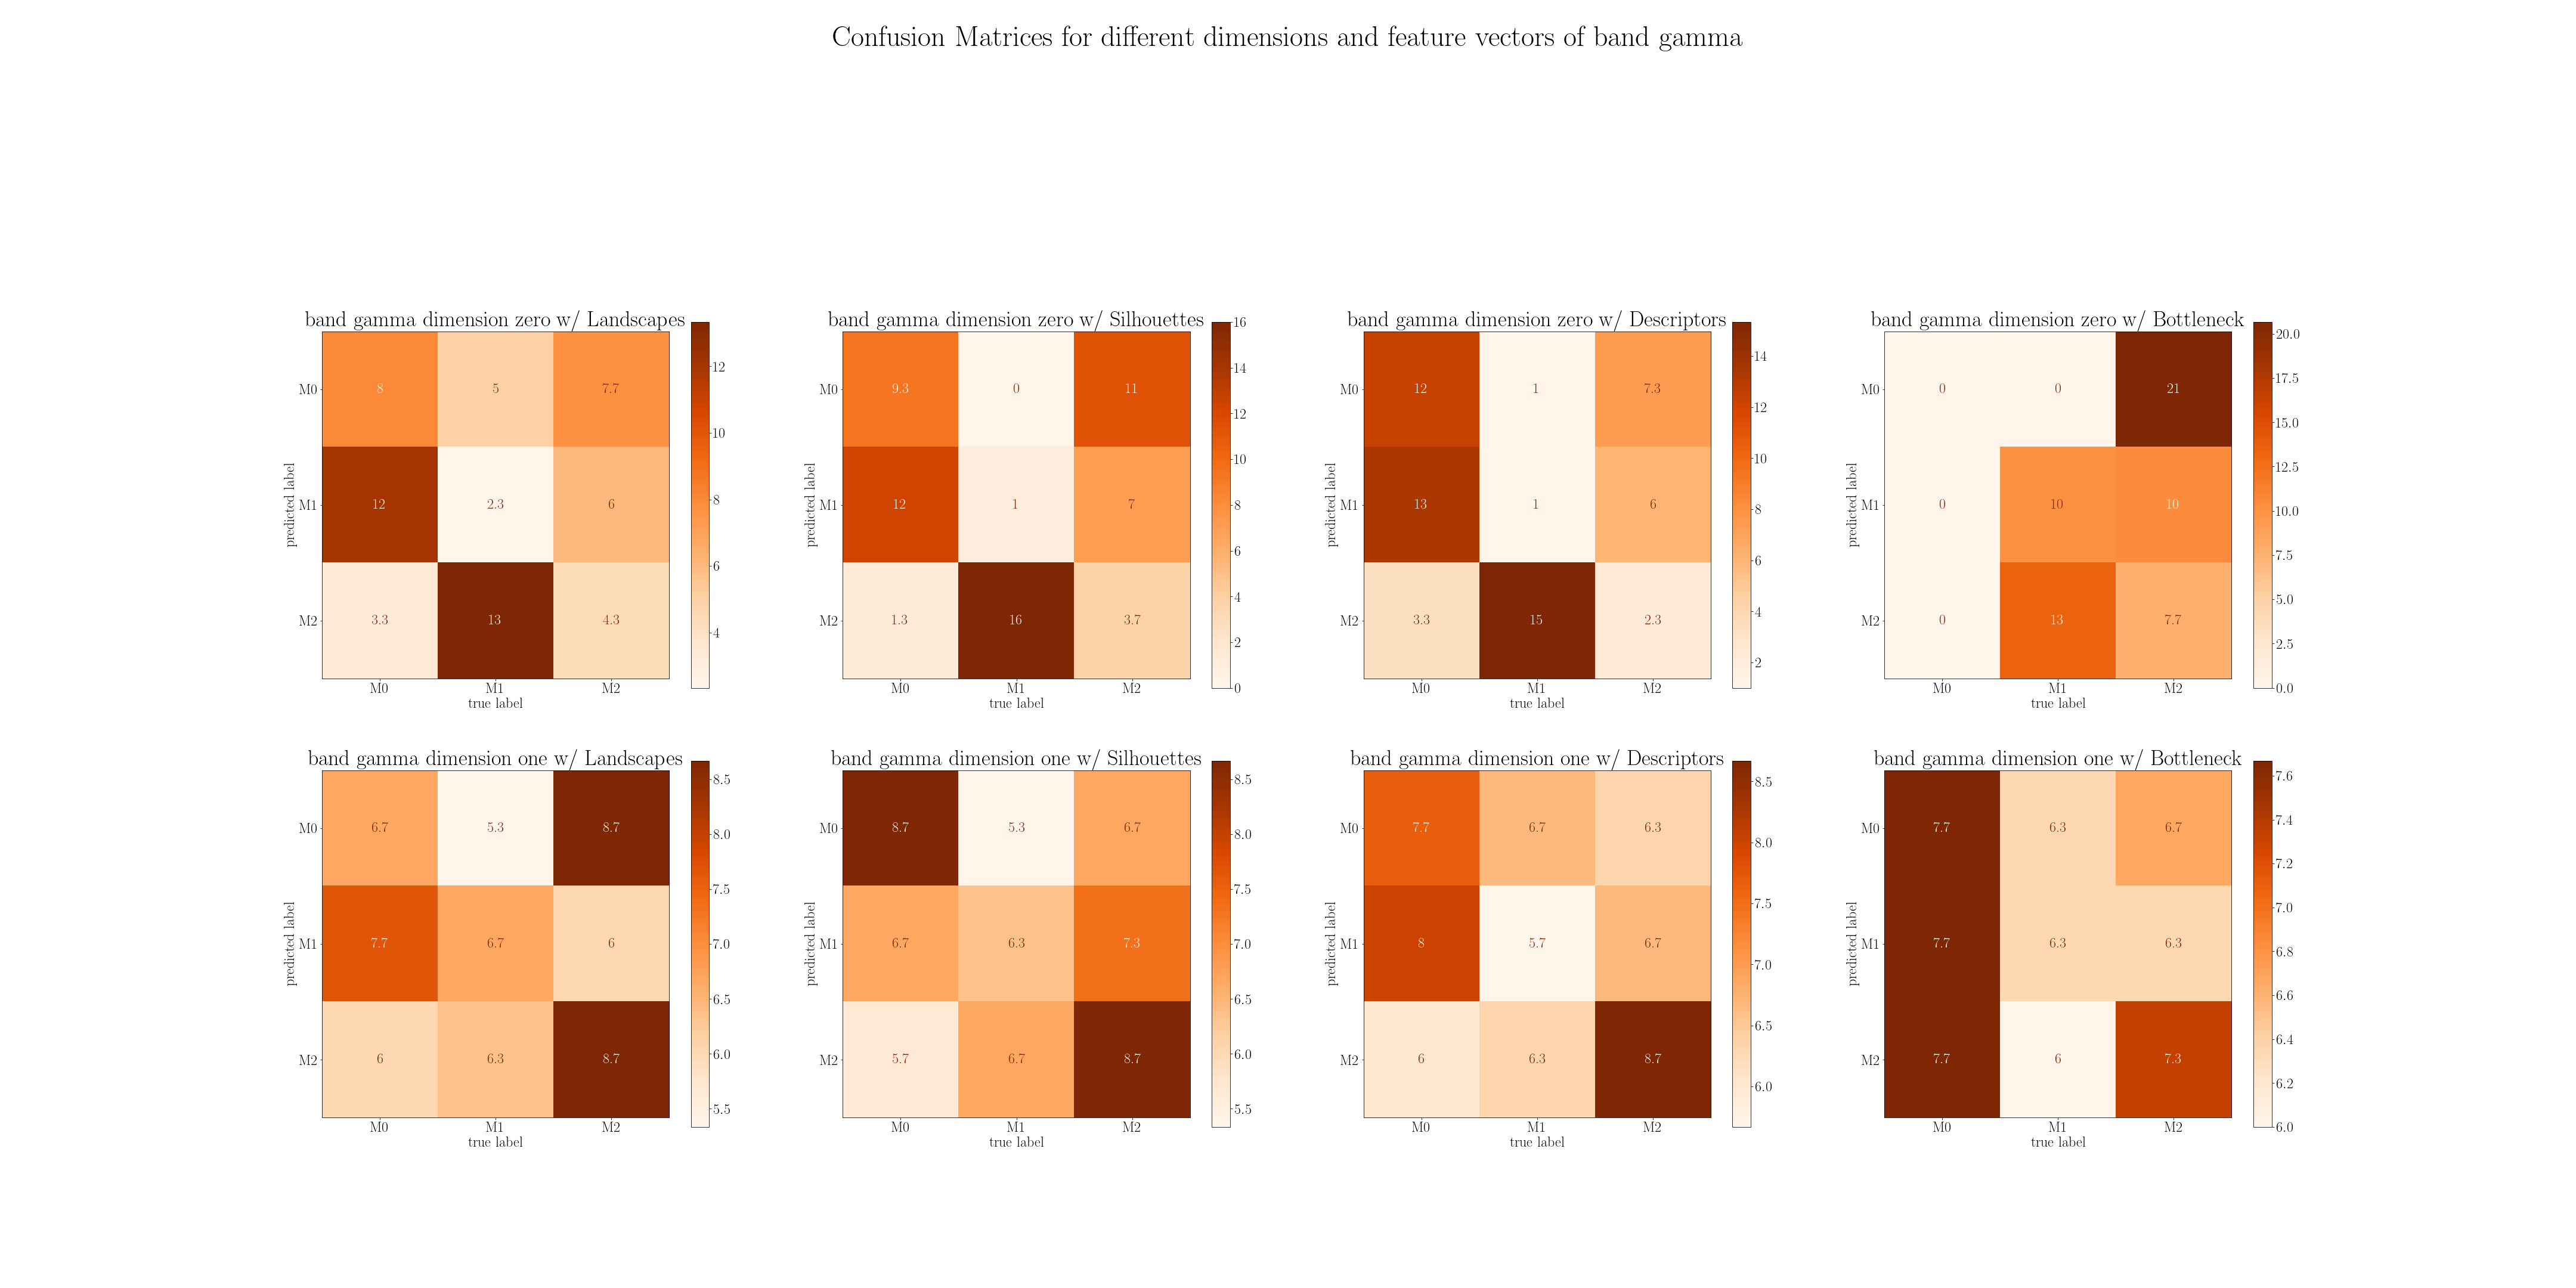 Confusion Matrices for different dimensions and feature vectors of band gamma
band gamma dimension zero w/ Landscapes
predicted label
M0 8 5 7.7
M1 12 2.3 6
M2 3.3 13 4.3
M0 M1 M2
true label
12
10
8
6
4
band gamma dimension zero w/ Silhouettes
predicted label
M0 9.3 0 11
M1 12 1 7
M2 1.3 16 3.7
M0 M1 M2
true label
16
14
12
10
8
6
4
2
0
band gamma dimension zero w/ Descriptors
predicted label
M0 12 1 7.3
M1 13 1 6
M2 3.3 15 2.3
M0 M1 M2
true label
14
12
10
8
6
4
2
band gamma dimension zero w/ Bottleneck
predicted label
M0 0 0 21
M1 0 10 10
M2 0 13 7.7
M0 M1 M2
true label
20.0
17.5
15.0
12.5
10.0
7.5
5.0
2.5
0.0
band gamma dimension one w/ Landscapes
predicted label
M0 6.7 5.3 8.7
M1 7.7 6.7 6
M2 6 6.3 8.7
M0 M1 M2
true label
8.5
8.0
7.5
7.0
6.5
6.0
5.5
band gamma dimension one w/ Silhouettes
predicted label
M0 8.7 5.3 6.7
M1 6.7 6.3 7.3
M2 5.7 6.7 8.7
M0 M1 M2
true label
8.5
8.0
7.5
7.0
6.5
6.0
5.5
band gamma dimension one w/ Descriptors
predicted label
M0 7.7 6.7 6.3
M1 8 5.7 6.7
M2 6 6.3 8.7
M0 M1 M2
true label
8.5
8.0
7.5
7.0
6.5
6.0
band gamma dimension one w/ Bottleneck
predicted label
M0 7.7 6.3 6.7
M1 7.7 6.3 6.3
M2 7.7 6 7.3
M0 M1 M2
true label
7.6
7.4
7.2
7.0
6.8
6.6
6.4
6.2
6.0